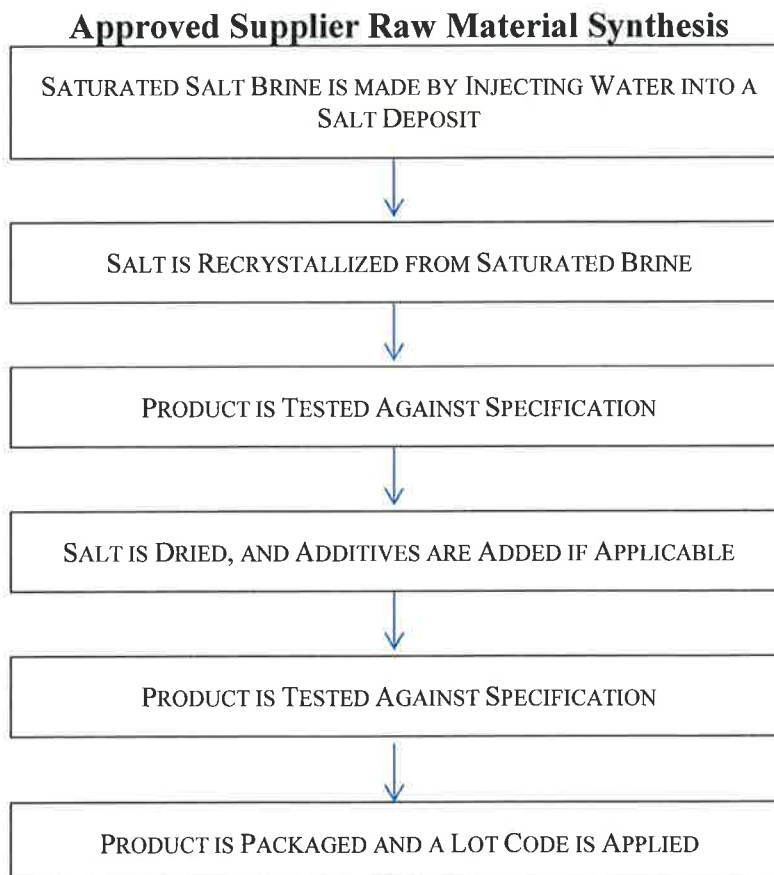 Approved Supplier Raw Material Synthesis
SATURATED SALT BRINE IS MADE BY INJECTING WATER INTO A
SALT DEPOSIT
SALT IS RECRYSTALLIZED FROM SATURATED BRINE
PRODUCT IS TESTED AGAINST SPECIFICATION
SALT IS DRIED, AND ADDITIVES ARE ADDED IF APPLICABLE
PRODUCT IS TESTED AGAINST SPECIFICATION
PRODUCT IS PACKAGED AND A LOT CODE IS APPLIED